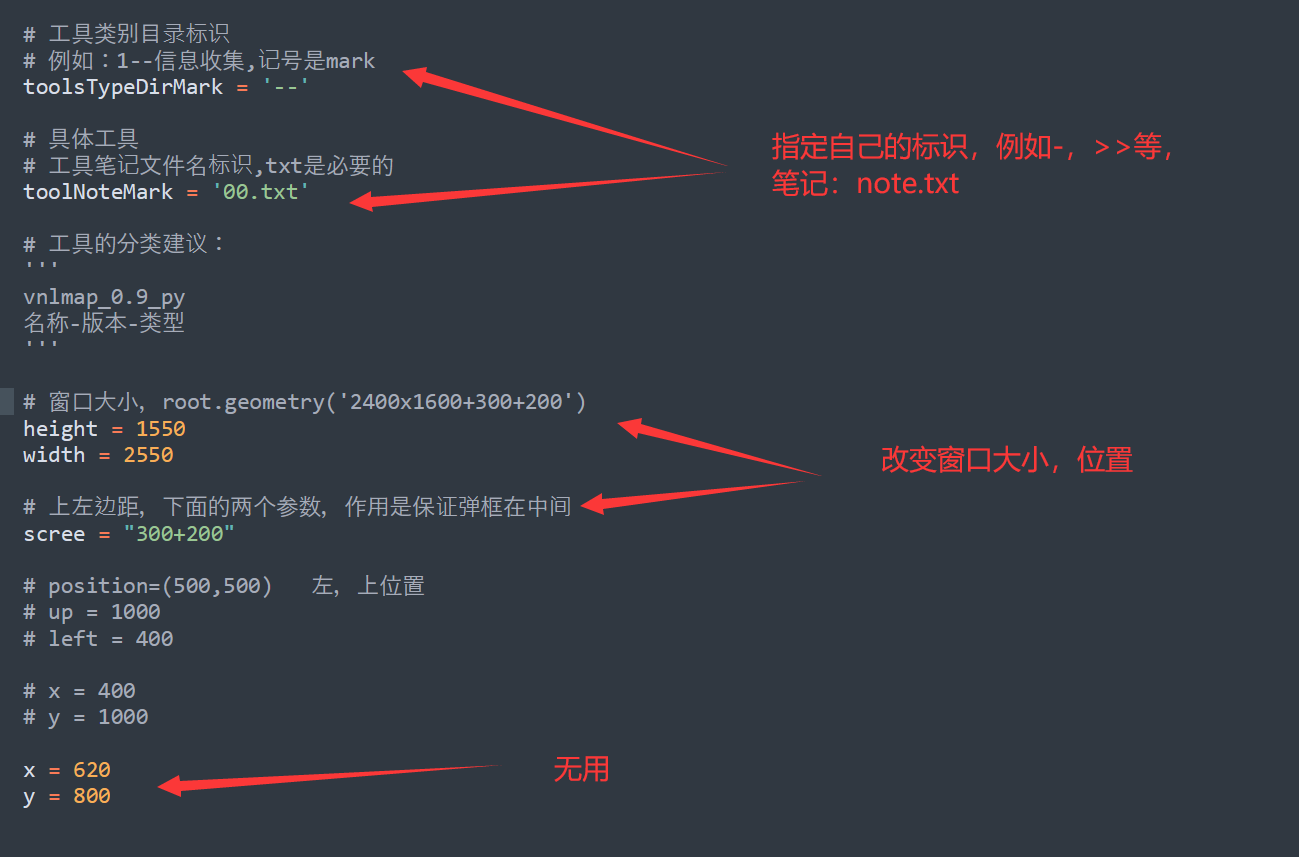 # 工具类别目录标识
# 例如：1--信息收集,记号是mark
toolsTypeDirMark = '--'
# 具体工具
# 工具笔记文件名标识,txt是必要的
toolNoteMark = '00.txt'
指定自己的标识，例如-，>>等，
笔记：note.txt
# 工具的分类建议：
'''
vnlmap_0.9_py
名称-版本-类型
'''
# 窗口大小，root.geometry('2400x1600+300+200')
height = 1550
width = 2550
改变窗口大小，位置
# 上左边距，下面的两个参数，作用是保证弹框在中间
scree = "300+200"
# position=(500,500)   左，上位置
# up = 1000
# left = 400
# x = 400
# y = 1000
x = 620
y = 800
无用